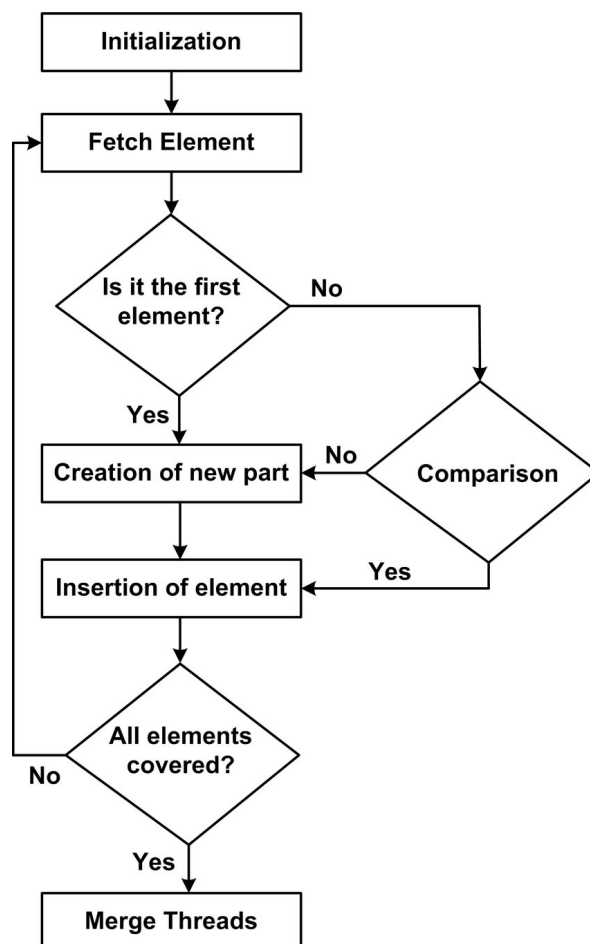 Initialization
Fetch Element
Is it the first
element?
No
Yes
Creation of new part
No
Comparison
Insertion of element
Yes
All elements
covered?
No
Yes
Merge Threads